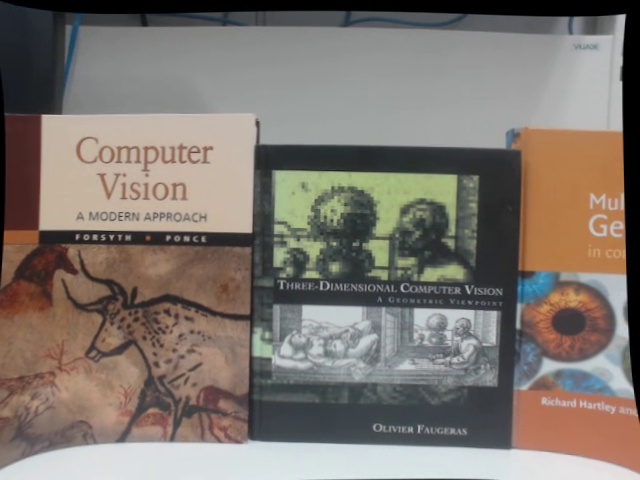 Computer
Vision
A MODERN APPROACH
FORSYTH ▪ PONCE
THREE-DIMENSIONAL COMPUTER VISION
A GEOMETRIC VIEWPOINT
OLIVIER FAUGERAS
Mul
Ge
in co
Richard Hartley an